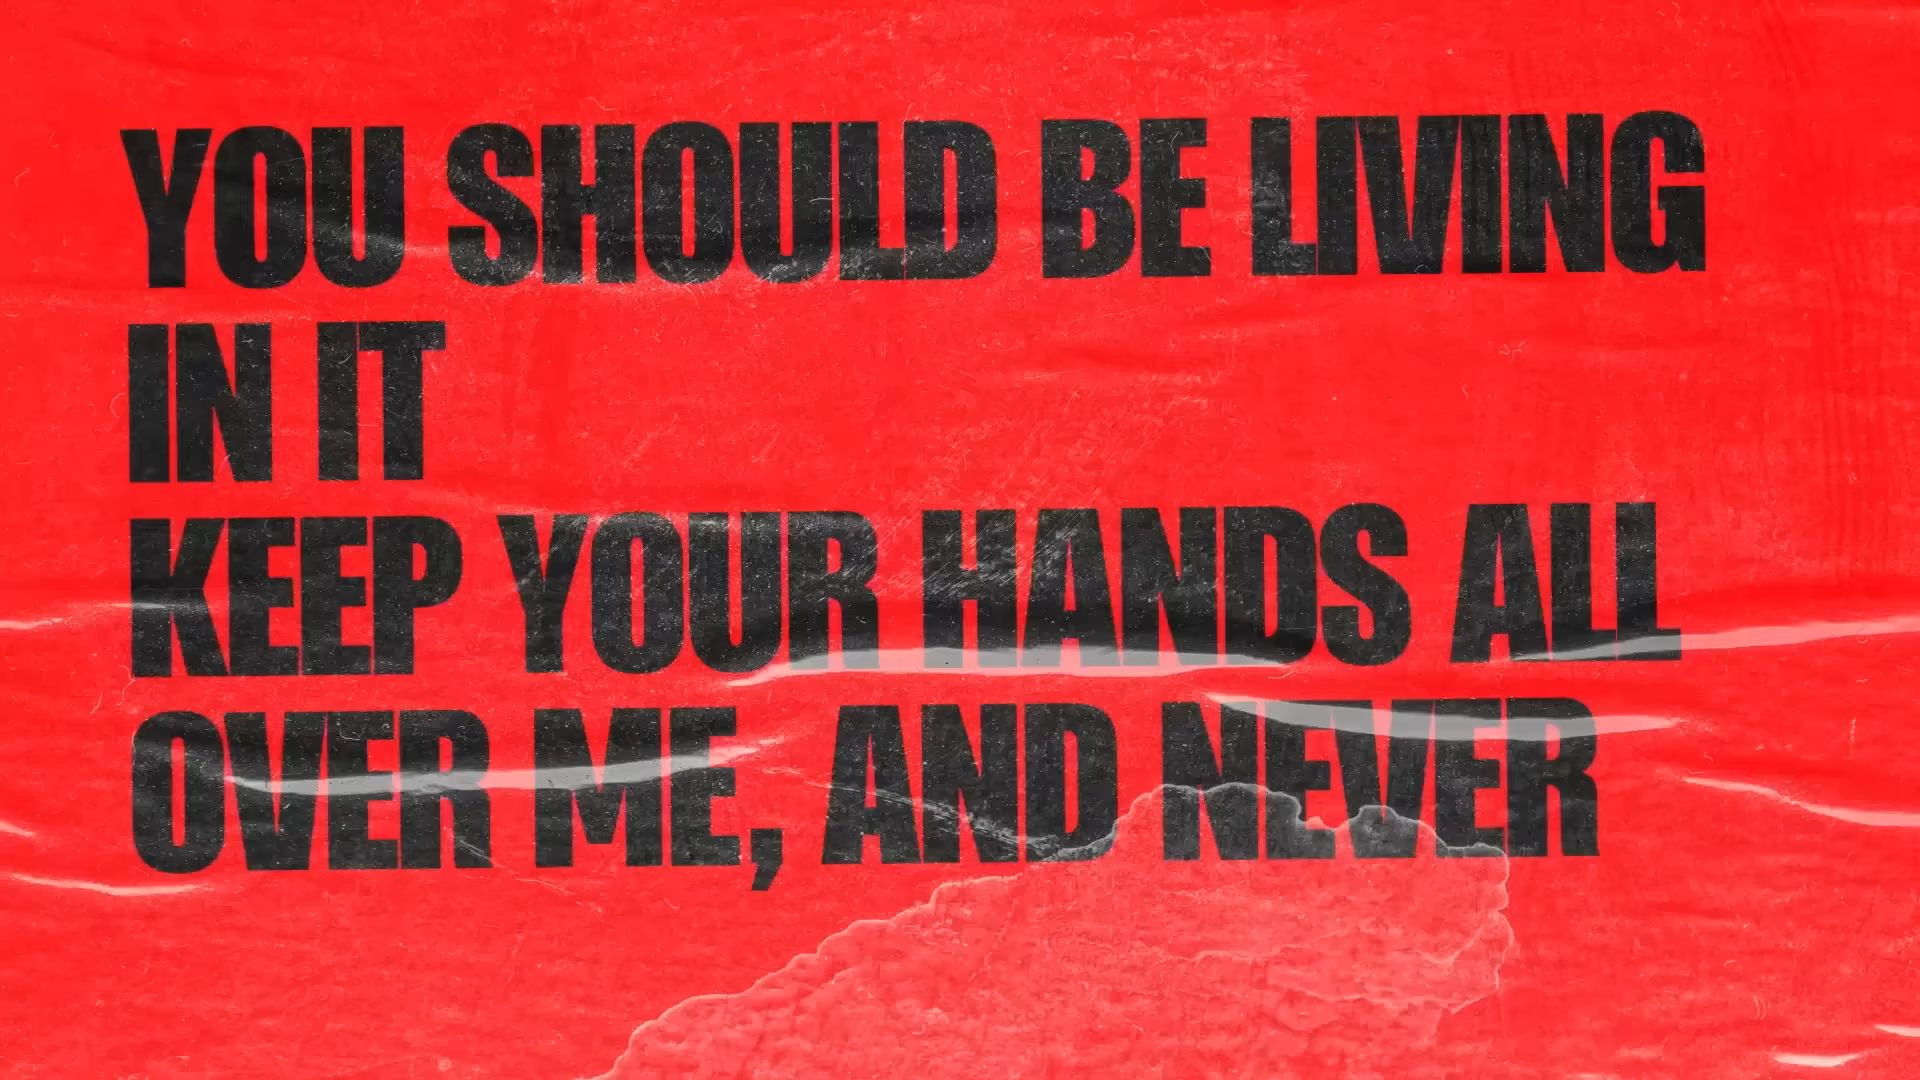 YOU SHOULD BE LIVING
IN IT
KEEP YOUR HANDS ALL
OVER ME, AND NEVER